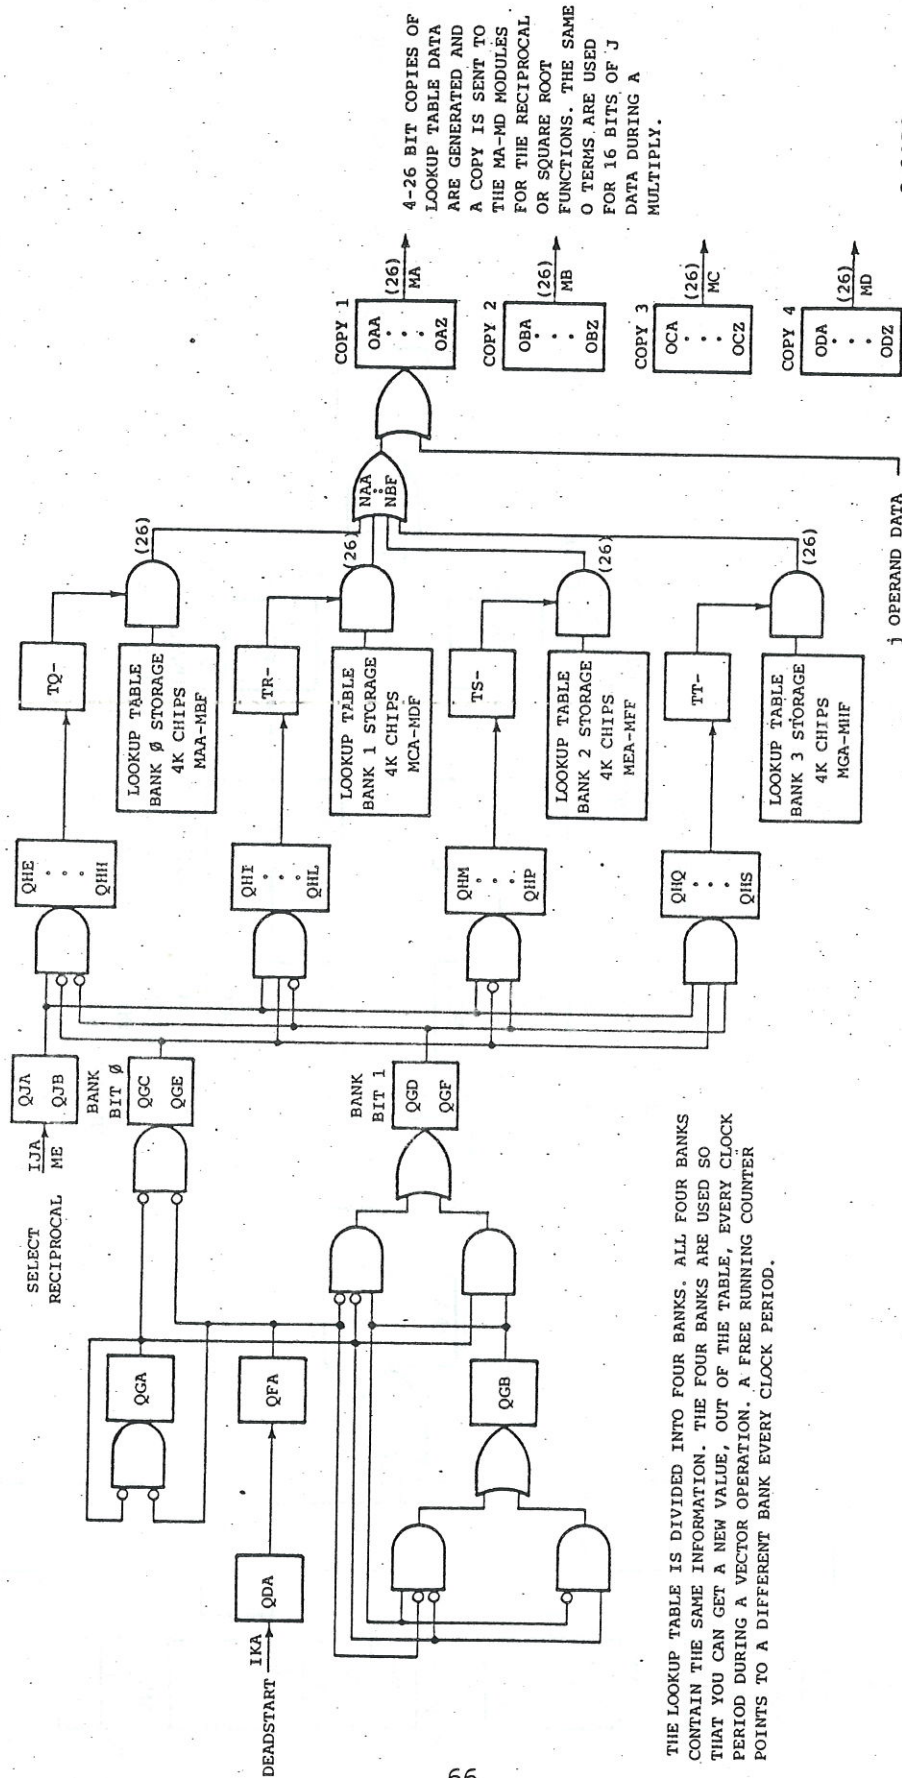 SELECT
RECIPROCAL
IJA
ME
QJA
QJB
BANK
BIT Ø
QGC
QGE
BANK
BIT 1
QGD
QGF
QGA
DEADSTART
IKA
QDA
QFA
QGB
QHE
QHH
QHI
QHL
QHM
QHP
QHQ
QHS
TQ-
LOOKUP TABLE
BANK Ø STORAGE
4K CHIPS
MAA-MBF
(26)
TR-
LOOKUP TABLE
BANK 1 STORAGE
4K CHIPS
MCA-MDF
(26)
TS-
LOOKUP TABLE
BANK 2 STORAGE
4K CHIPS
MEA-MFF
(26)
TT-
LOOKUP TABLE
BANK 3 STORAGE
4K CHIPS
MGA-MHF
(26)
NAA
NBF
j OPERAND DATA
COPY 1
OAA
OAZ
(26)
MA
COPY 2
OBA
OBZ
(26)
MB
COPY 3
OCA
OCZ
(26)
MC
COPY 4
ODA
ODZ
(26)
MD
4-26 BIT COPIES OF
LOOKUP TABLE DATA
ARE GENERATED AND
A COPY IS SENT TO
THE MA-MD MODULES
FOR THE RECIPROCAL
OR SQUARE ROOT
FUNCTIONS. THE SAME
O TERMS ARE USED
FOR 16 BITS OF J
DATA DURING A
MULTIPLY.
THE LOOKUP TABLE IS DIVIDED INTO FOUR BANKS. ALL FOUR BANKS
CONTAIN THE SAME INFORMATION. THE FOUR BANKS ARE USED SO
THAT YOU CAN GET A NEW VALUE, OUT OF THE TABLE, EVERY CLOCK
PERIOD DURING A VECTOR OPERATION. A FREE RUNNING COUNTER
POINTS TO A DIFFERENT BANK EVERY CLOCK PERIOD.
66